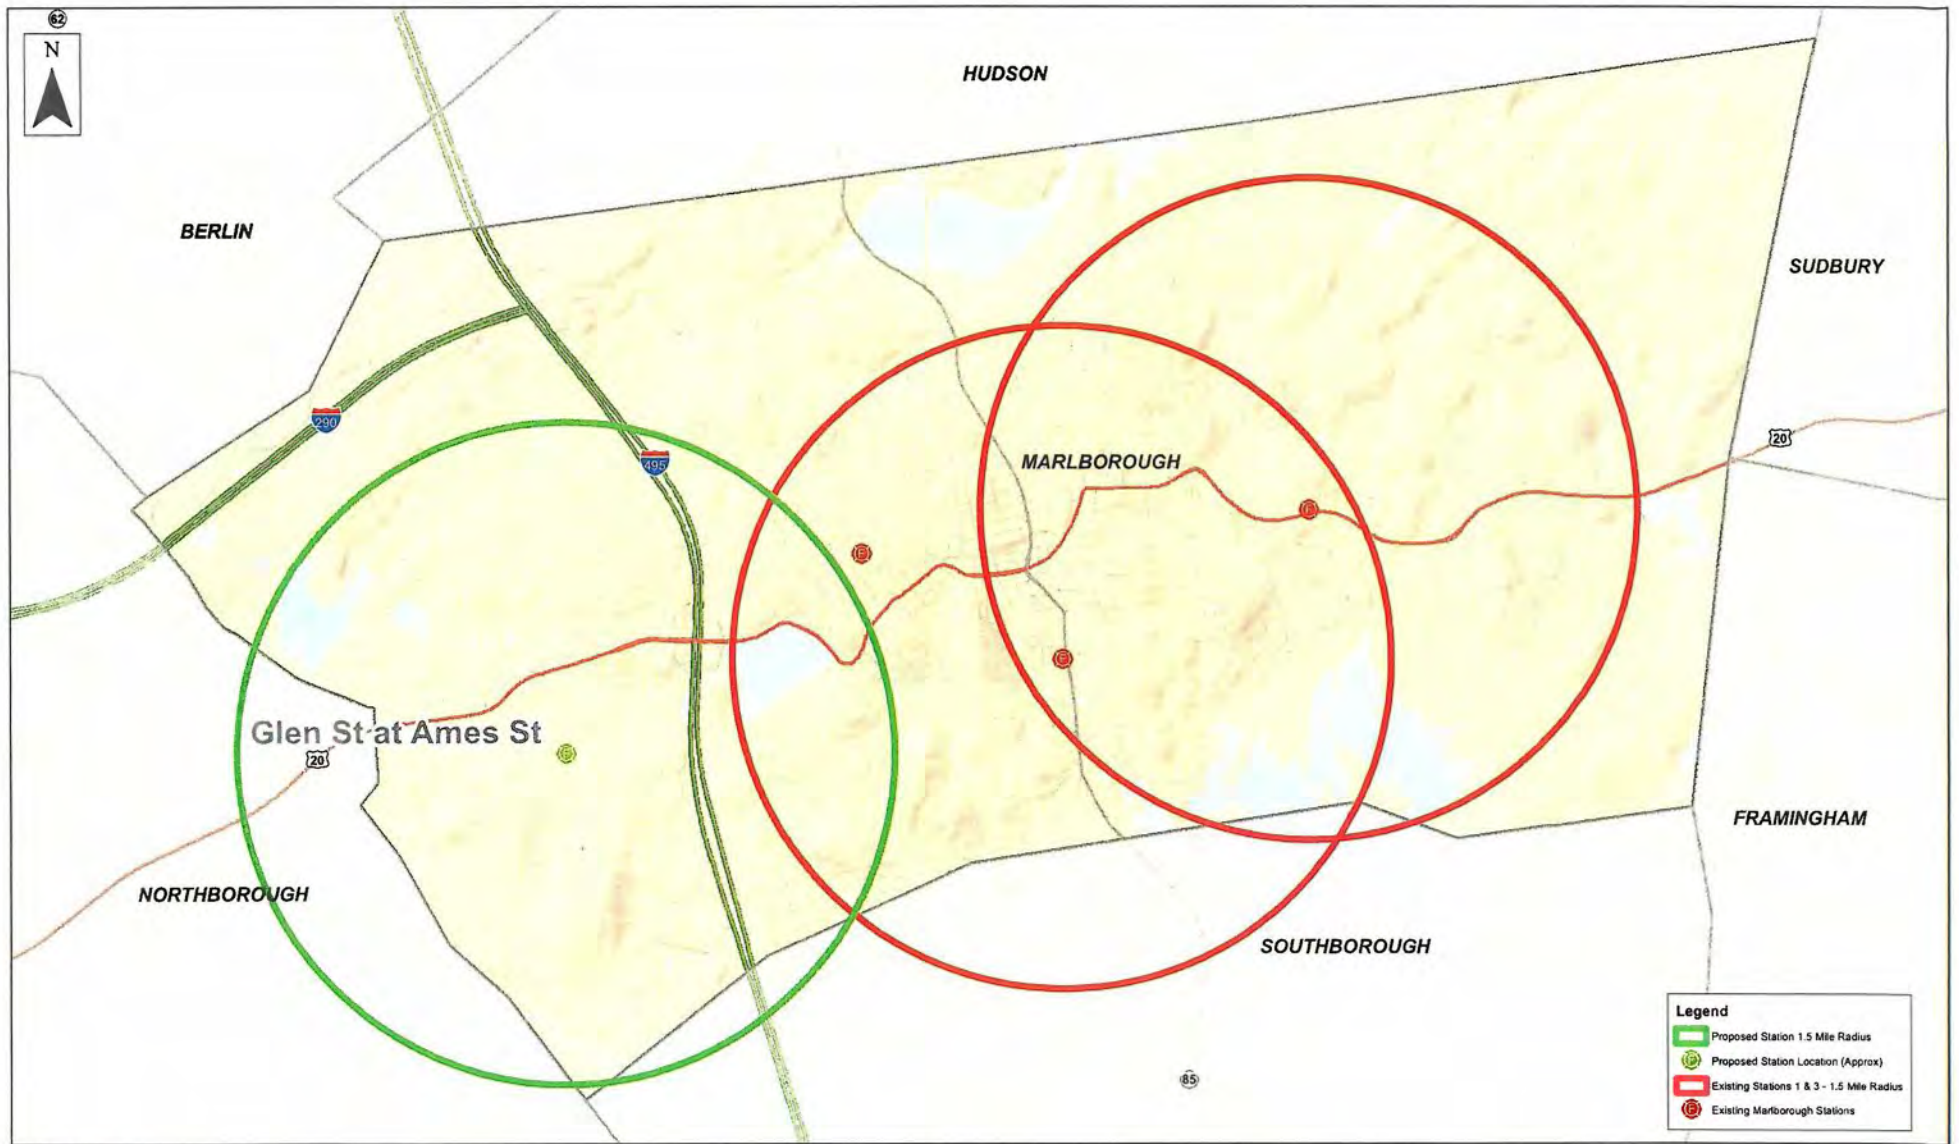 62
N
HUDSON
BERLIN
SUDBURY
290
20
495
MARLBOROUGH
F
F
F
Glen St at Ames St
20
F
FRAMINGHAM
NORTHBOROUGH
SOUTHBOROUGH
85
Legend
Proposed Station 1.5 Mile Radius
F Proposed Station Location (Approx)
Existing Stations 1 & 3 - 1.5 Mile Radius
F Existing Marlborough Stations